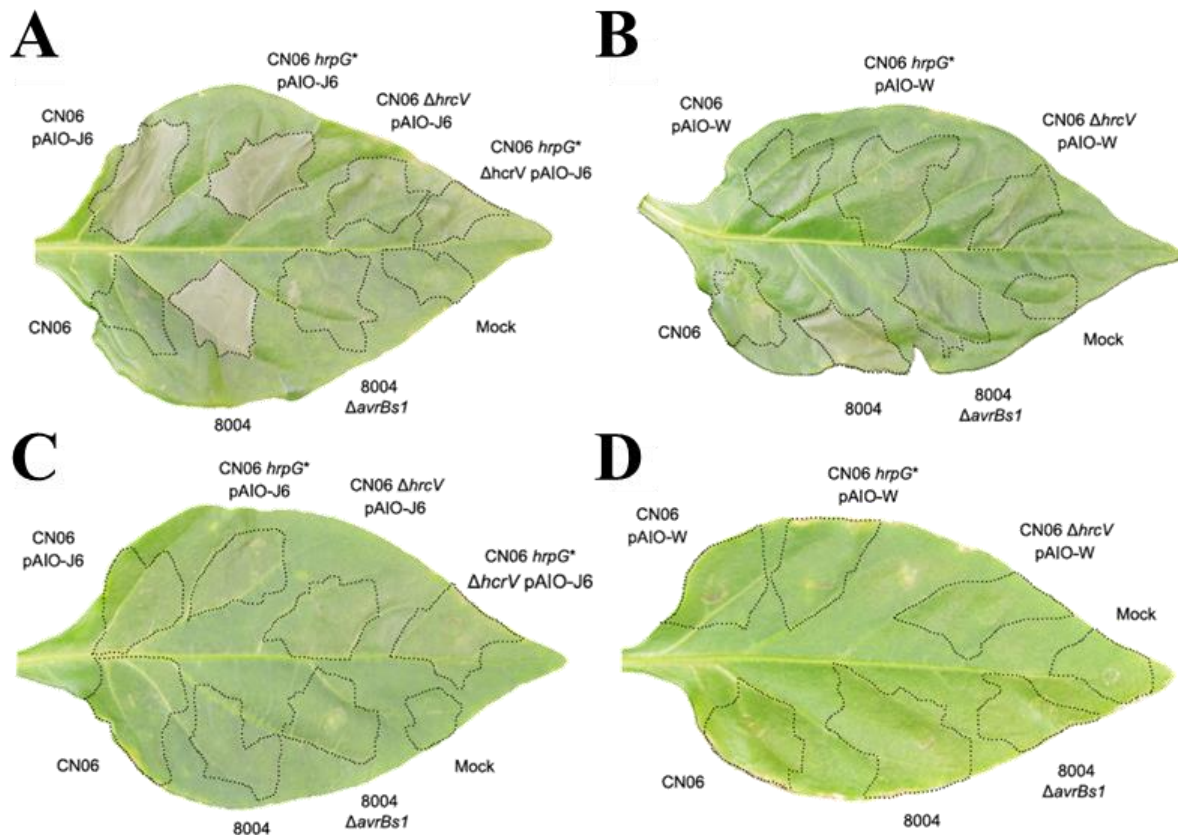 A
CN06 hrpG*
pAIO-J6
CN06
pAIO-J6
CN06 ΔhrcV
pAIO-J6
CN06 hrpG*
ΔhcrV pAIO-J6
CN06
8004
8004
ΔavrBs1
Mock
B
CN06 hrpG*
pAIO-W
CN06
pAIO-W
CN06 ΔhrcV
pAIO-W
CN06
8004
8004
ΔavrBs1
Mock
C
CN06 hrpG*
pAIO-J6
CN06
pAIO-J6
CN06 ΔhrcV
pAIO-J6
CN06 hrpG*
ΔhcrV pAIO-J6
CN06
8004
8004
ΔavrBs1
Mock
D
CN06 hrpG*
pAIO-W
CN06
pAIO-W
CN06 ΔhrcV
pAIO-W
Mock
CN06
8004
8004
ΔavrBs1